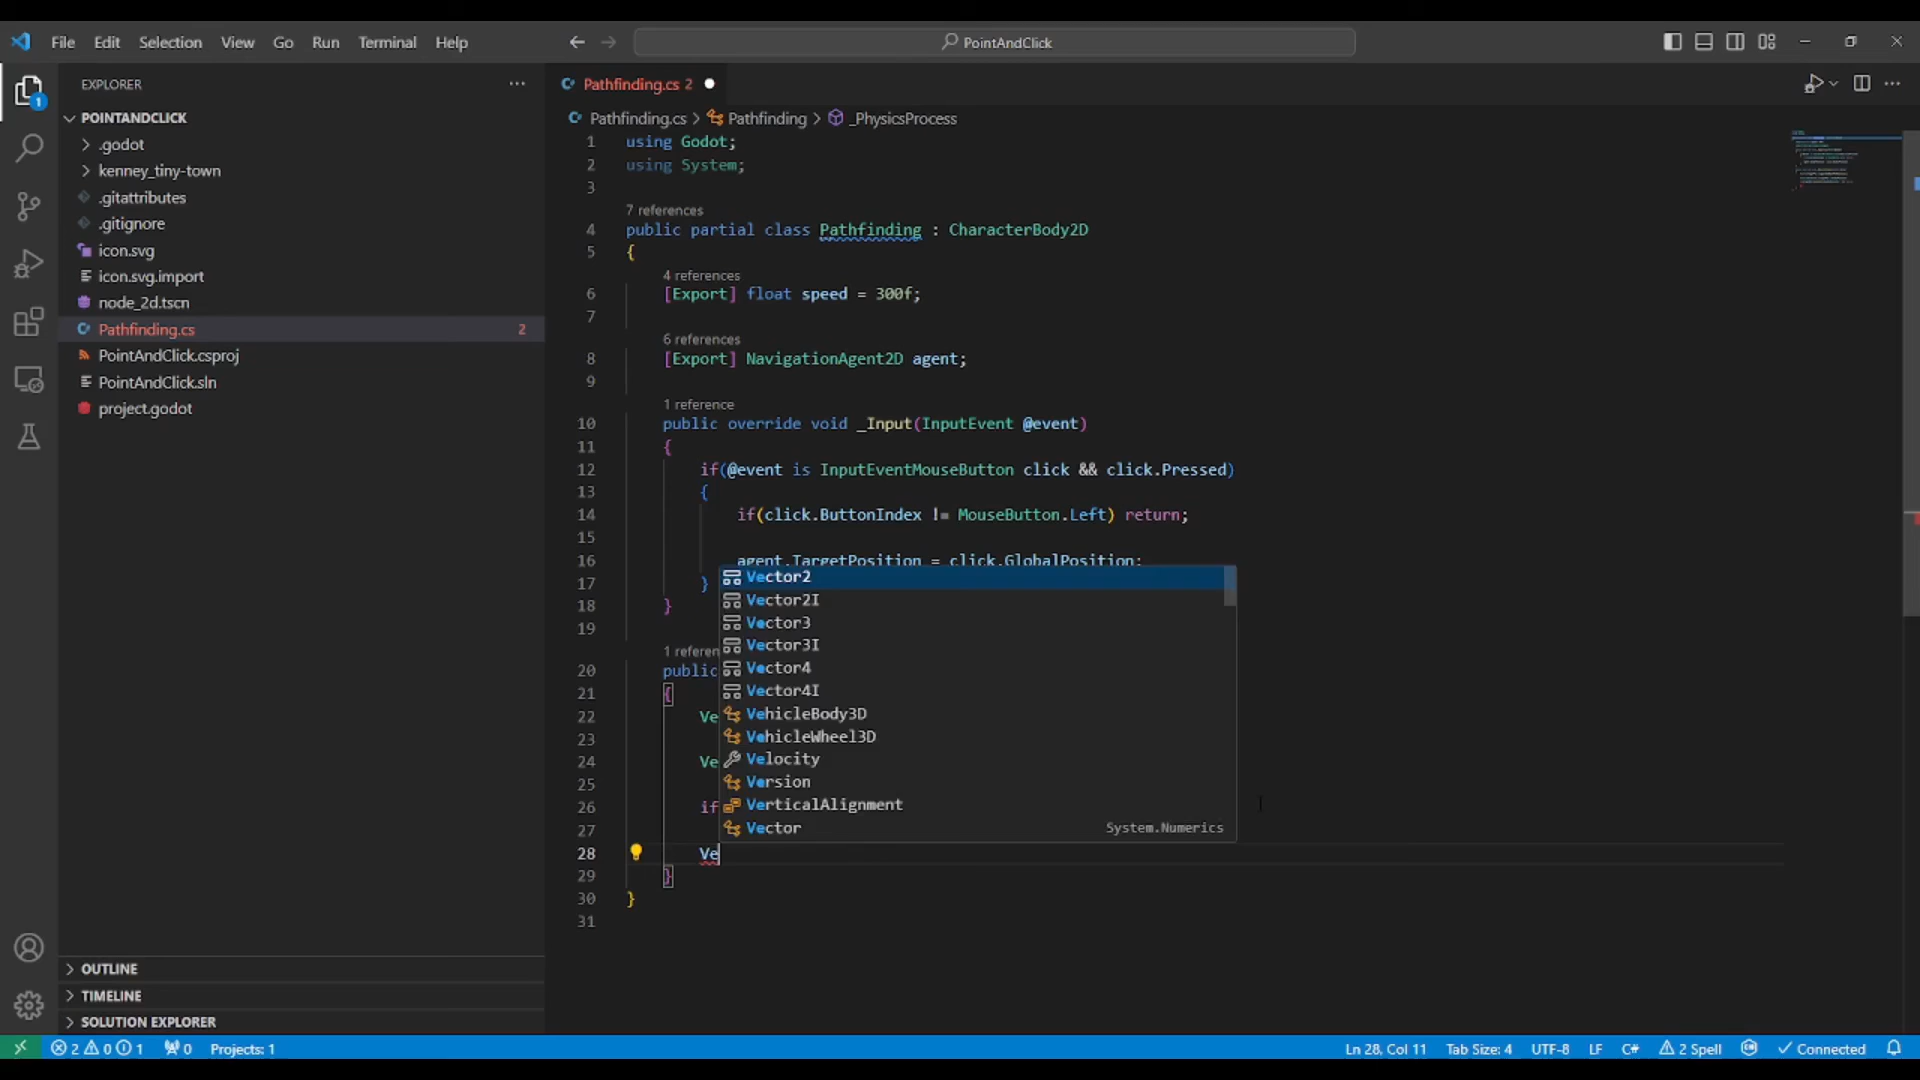 File Edit Selection View Go Run Terminal Help
PointAndClick
EXPLORER
POINTANDCLICK
.godot
kenney_tiny-town
.gitattributes
.gitignore
icon.svg
icon.svg.import
node_2d.tscn
Pathfinding.cs 2
PointAndClick.csproj
PointAndClick.sln
project.godot
OUTLINE
TIMELINE
SOLUTION EXPLORER
1
Pathfinding.cs 2
Pathfinding.cs > Pathfinding > _PhysicsProcess
1 using Godot;
2 using System;
3
7 references
4 public partial class Pathfinding : CharacterBody2D
5 {
4 references
6 [Export] float speed = 300f;
7
6 references
8 [Export] NavigationAgent2D agent;
9
1 reference
10 public override void _Input(InputEvent @event)
11 {
12 if(@event is InputEventMouseButton click && click.Pressed)
13 {
14 if(click.ButtonIndex != MouseButton.Left) return;
15
16 agent.TargetPosition = click.GlobalPosition;
17 }
18 }
19
1 referen
20 public
21 {
22 Ve
23
24 Ve
25
26 if
27
28 Ve
29 }
30 }
31
Vector2
Vector2I
Vector3
Vector3I
Vector4
Vector4I
VehicleBody3D
VehicleWheel3D
Velocity
Version
VerticalAlignment
Vector System.Numerics
2 0 1 0 Projects: 1 Ln 28, Col 11 Tab Size: 4 UTF-8 LF C# 2 Spell Connected